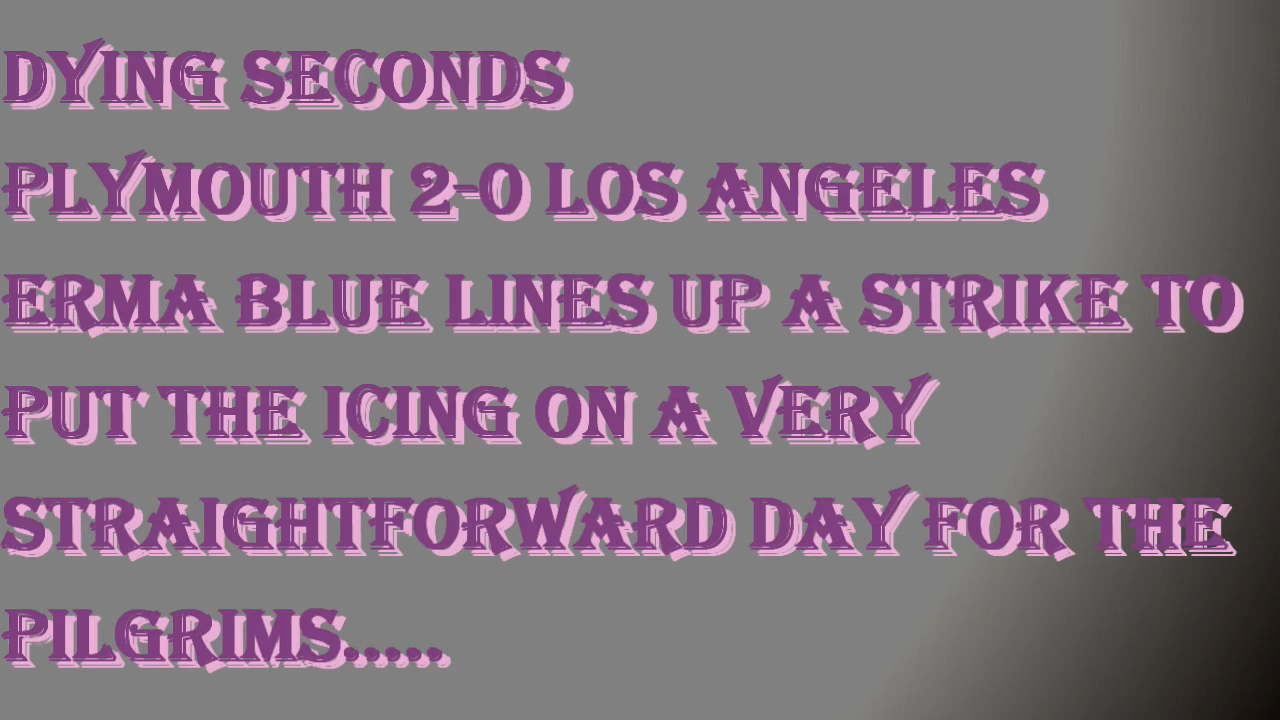 DYING SECONDS
PLYMOUTH 2-0 LOS ANGELES
ERMA BLUE LINES UP A STRIKE TO
PUT THE ICING ON A VERY
STRAIGHTFORWARD DAY FOR THE
PILGRIMS.....